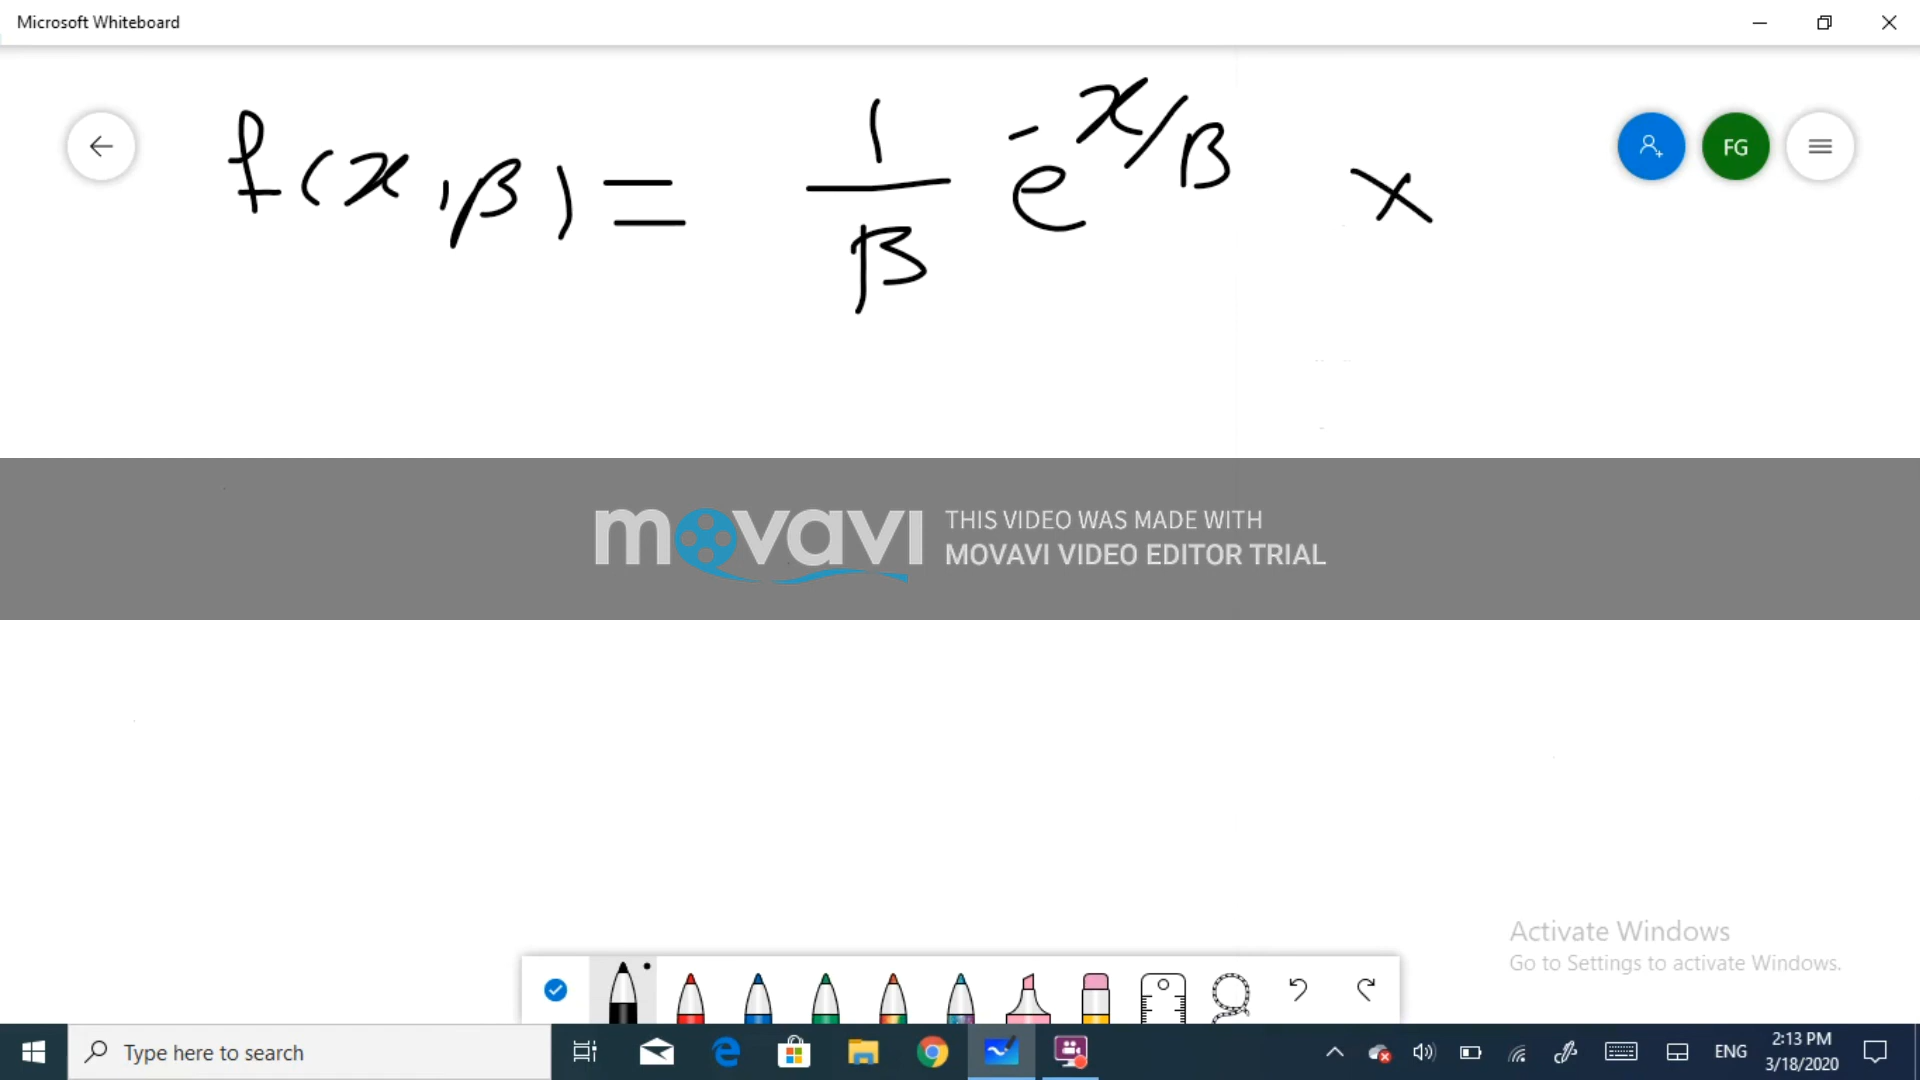 Microsoft Whiteboard
f(x,β) = 1/β e^-x/β x
FG
movavi
THIS VIDEO WAS MADE WITH
MOVAVI VIDEO EDITOR TRIAL
Activate Windows
Go to Settings to activate Windows.
Type here to search
ENG
2:13 PM
3/18/2020